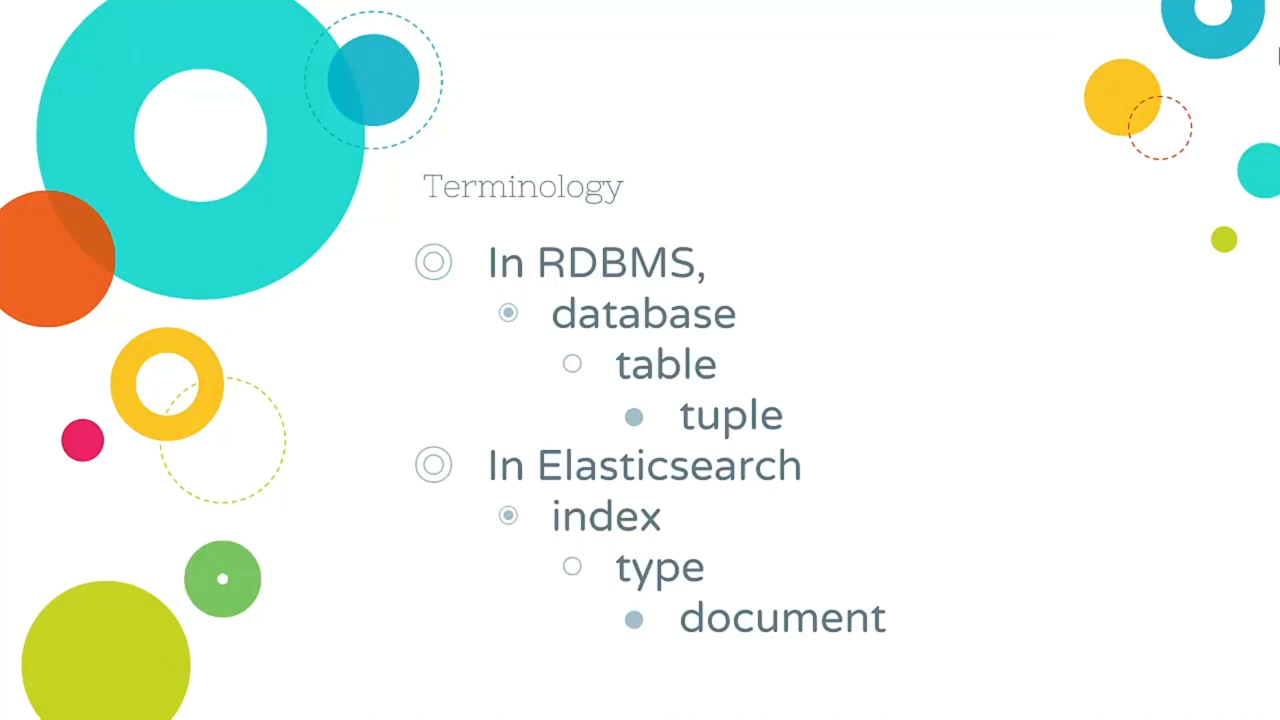 Terminology
In RDBMS,
database
table
tuple
In Elasticsearch
index
type
document